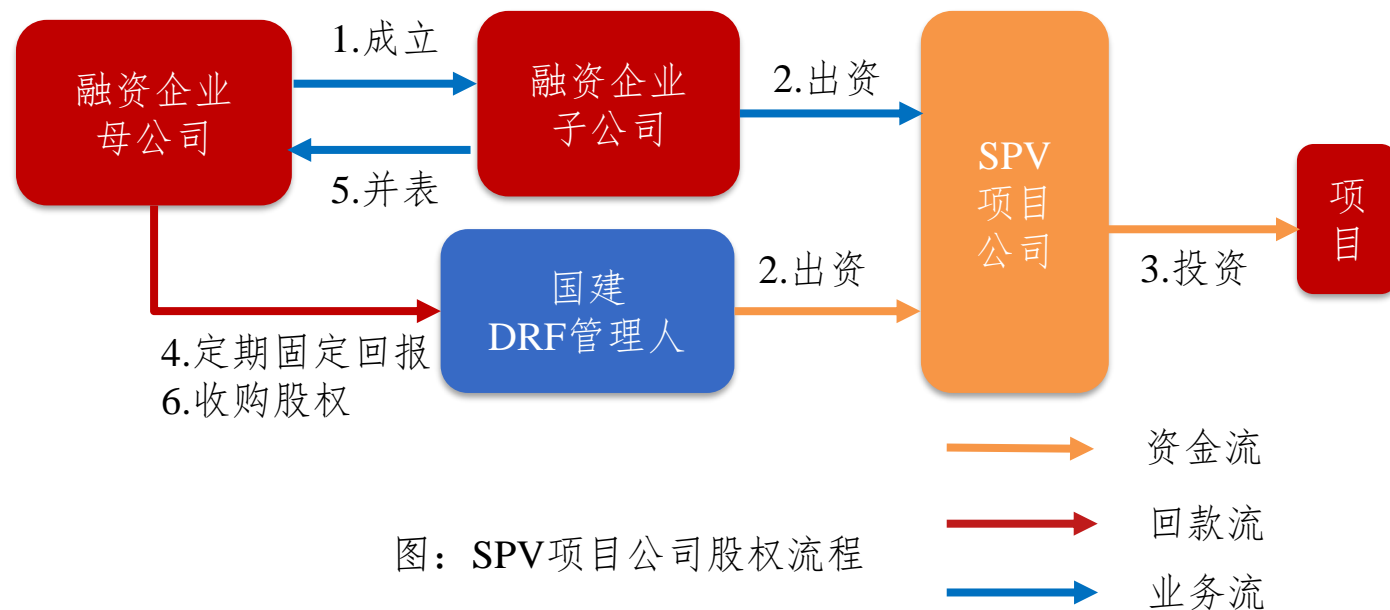 1.成立
融资企业
母公司
融资企业
子公司
2.出资
5.并表
SPV
项目
公司
项
目
3.投资
国建
DRF管理人
2.出资
4.定期固定回报
6.收购股权
资金流
回款流
业务流
图：SPV项目公司股权流程